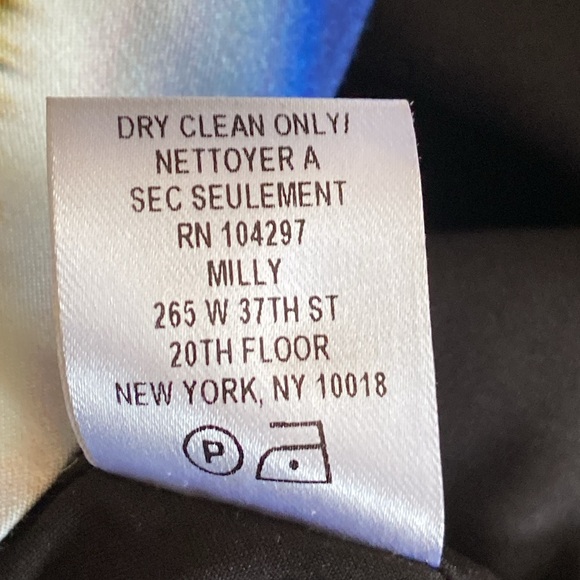 DRY CLEAN ONLY/
NETTOYER A
SEC SEULEMENT
RN 104297
MILLY
265 W 37TH ST
20TH FLOOR
NEW YORK, NY 10018
P